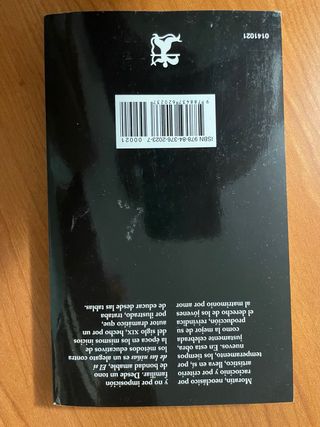 Moratín, neoclásico por
raciocinio y por criterio
artístico, lleva en sí, por
temperamento, los tiempos
nuevos. En esta obra,
justamente celebrada
como la mejor de su
producción, reivindica
el derecho de los jóvenes
al matrimonio por amor
y no por imposición
familiar. Desde un tono
de bondad amable, El sí
de las niñas es un alegato contra
los métodos educativos de
la época en los mismos inicios
del siglo XIX, hecho por un
autor dramático que,
por ilustrado, trataba
de educar desde las tablas.
ISBN 978-84-376-2023-7
00021
9 788437 620237
0141021